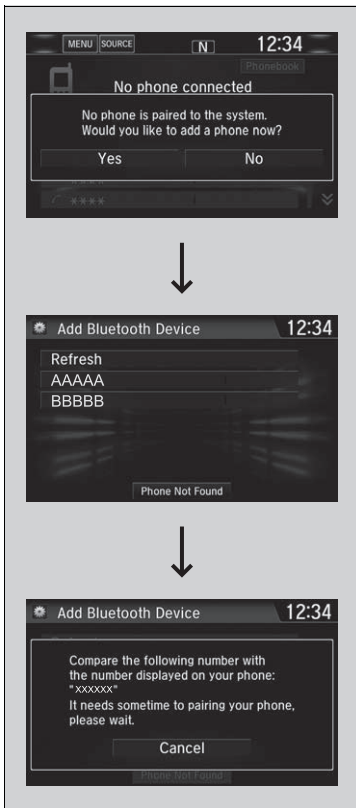 MENU SOURCE N 12:34
Phonebook
No phone connected
No phone is paired to the system.
Would you like to add a phone now?
Yes No
****
****
Add Bluetooth Device 12:34
Refresh
AAAAA
BBBBB
Phone Not Found
Add Bluetooth Device 12:34
Compare the following number with
the number displayed on your phone:
"xxxxxx"
It needs sometime to pairing your phone,
please wait.
Cancel
Phone Not Found